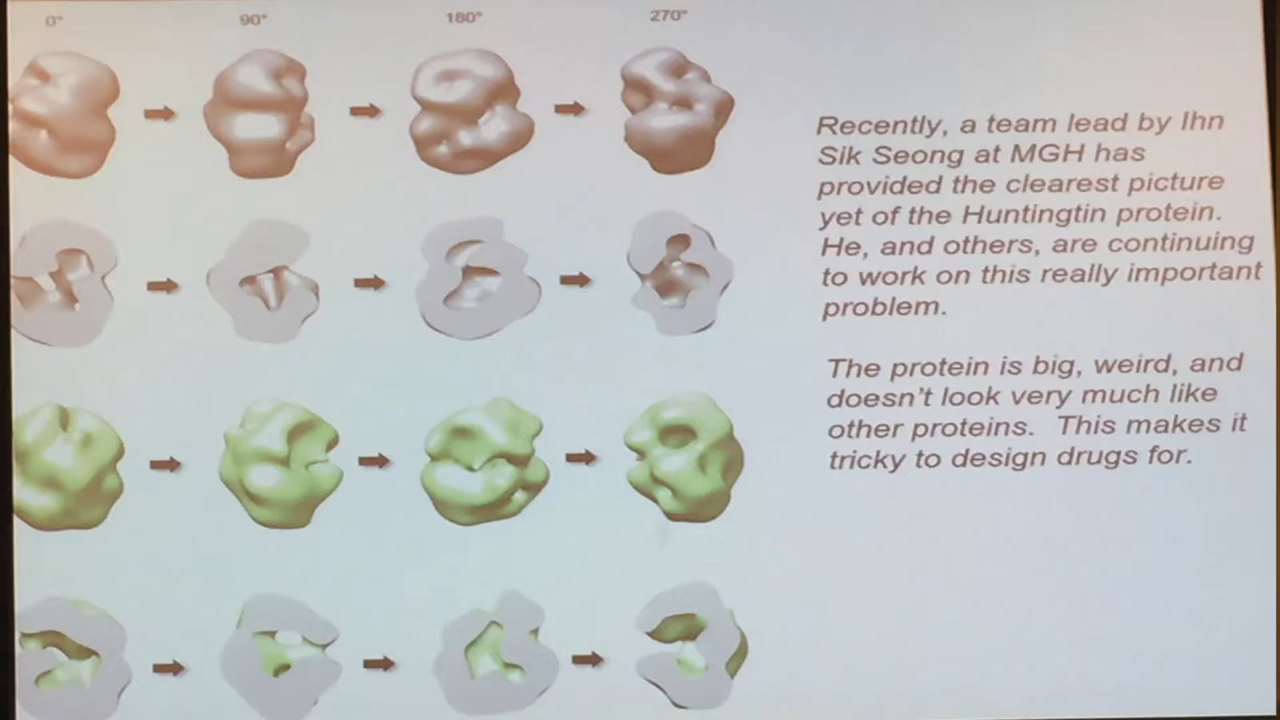 0° 90° 180° 270°
Recently, a team lead by Ihn
Sik Seong at MGH has
provided the clearest picture
yet of the Huntingtin protein.
He, and others, are continuing
to work on this really important
problem.
The protein is big, weird, and
doesn't look very much like
other proteins. This makes it
tricky to design drugs for.